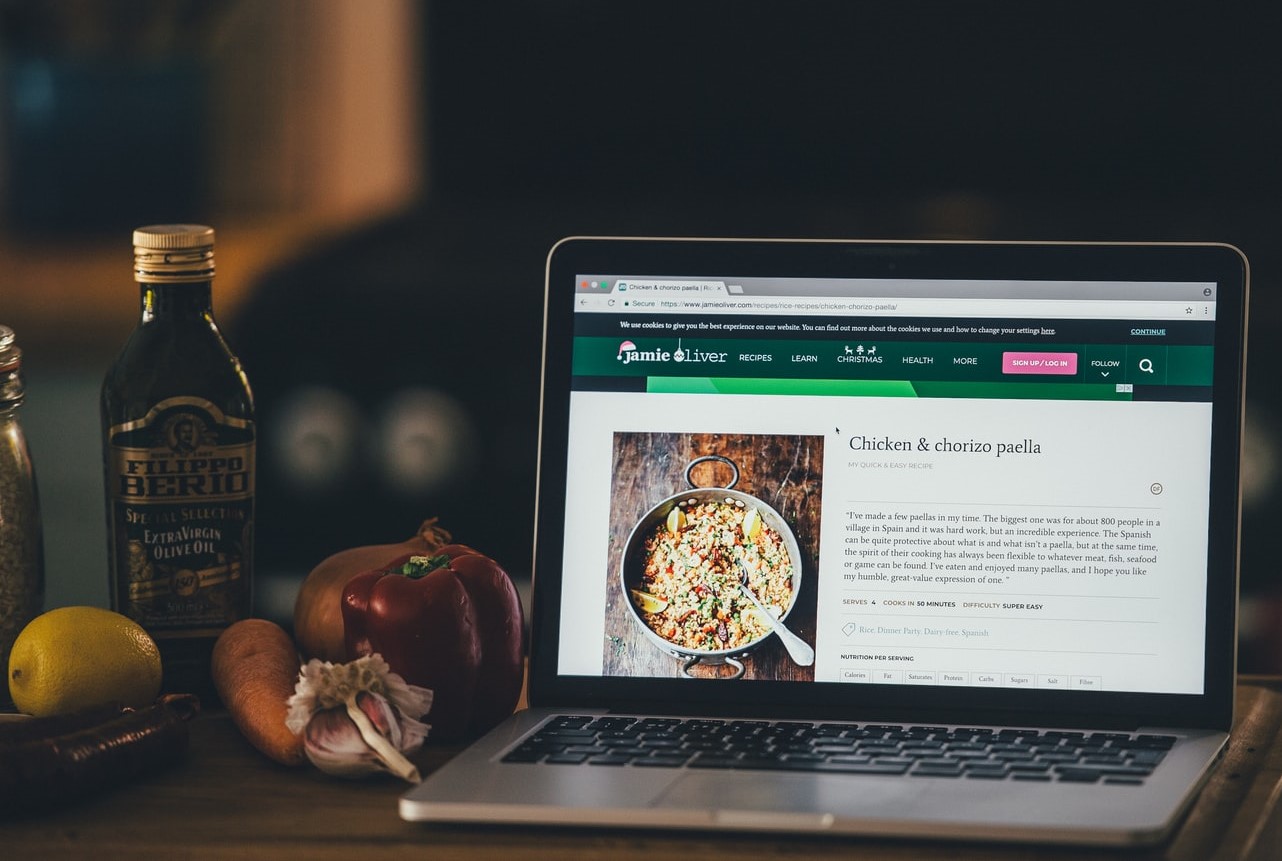 FILIPPO
BERIO
SPECIAL SELECTION
EXTRA VIRGIN
OLIVE OIL
150
Chicken & chorizo paella | Ri
Secure https://www.jamieoliver.com/recipes/rice-recipes/chicken-chorizo-paella/
We use cookies to give you the best experience on our website. You can find out more about the cookies we use and how to change your settings here.
CONTINUE
Jamie Oliver
RECIPES
LEARN
CHRISTMAS
HEALTH
MORE
SIGN UP / LOG IN
FOLLOW
Chicken & chorizo paella
MY QUICK & EASY RECIPE
DF
“I've made a few paellas in my time. The biggest one was for about 800 people in a
village in Spain and it was hard work, but an incredible experience. The Spanish
can be quite protective about what is and what isn't a paella, but at the same time,
the spirit of their cooking has always been flexible to whatever meat, fish, seafood
or game can be found. I've eaten and enjoyed many paellas, and I hope you like
my humble, great-value expression of one. ”
SERVES 4 COOKS IN 50 MINUTES DIFFICULTY SUPER EASY
Rice, Dinner Party, Dairy-free, Spanish
NUTRITION PER SERVING
Calories Fat Saturates Protein Carbs Sugars Salt Fibre